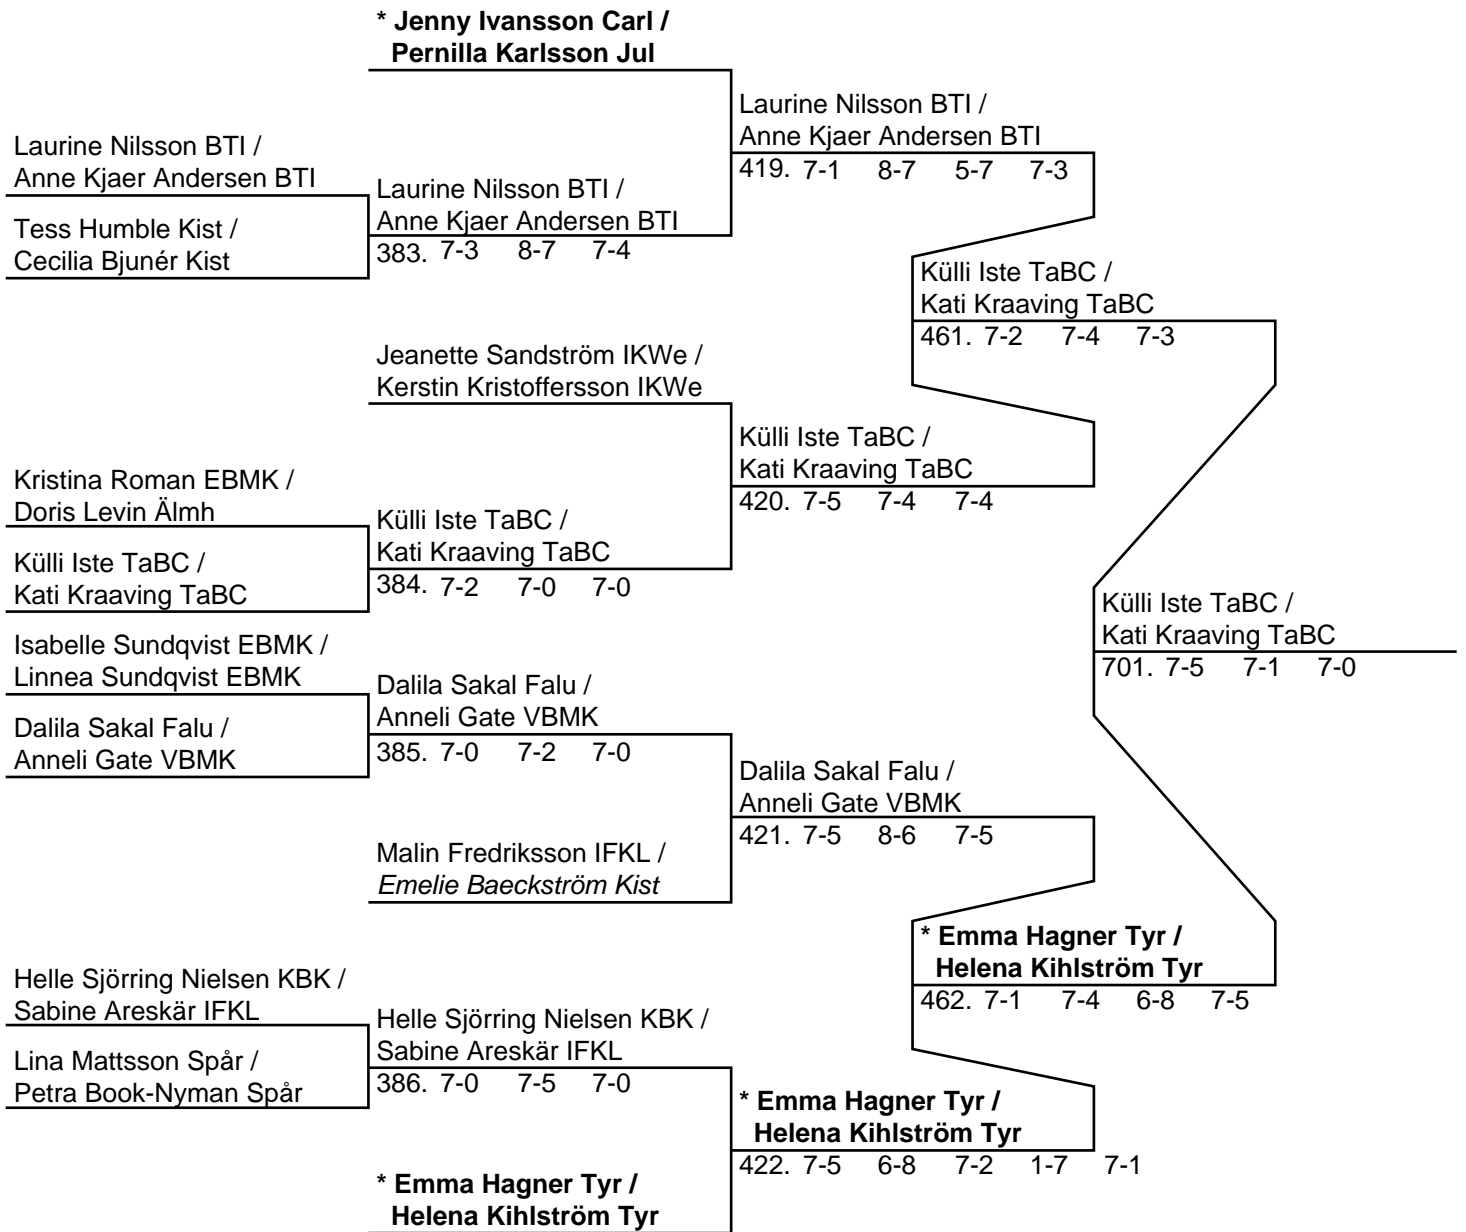 * Jenny Ivansson Carl /
Pernilla Karlsson Jul
Laurine Nilsson BTI /
Anne Kjaer Andersen BTI
419. 7-1 8-7 5-7 7-3
Laurine Nilsson BTI /
Anne Kjaer Andersen BTI
Laurine Nilsson BTI /
Anne Kjaer Andersen BTI
383. 7-3 8-7 7-4
Tess Humble Kist /
Cecilia Bjunér Kist
Külli Iste TaBC /
Kati Kraaving TaBC
461. 7-2 7-4 7-3
Jeanette Sandström IKWe /
Kerstin Kristoffersson IKWe
Külli Iste TaBC /
Kati Kraaving TaBC
420. 7-5 7-4 7-4
Kristina Roman EBMK /
Doris Levin Älmh
Külli Iste TaBC /
Kati Kraaving TaBC
384. 7-2 7-0 7-0
Külli Iste TaBC /
Kati Kraaving TaBC
Külli Iste TaBC /
Kati Kraaving TaBC
701. 7-5 7-1 7-0
Isabelle Sundqvist EBMK /
Linnea Sundqvist EBMK
Dalila Sakal Falu /
Anneli Gate VBMK
385. 7-0 7-2 7-0
Dalila Sakal Falu /
Anneli Gate VBMK
Dalila Sakal Falu /
Anneli Gate VBMK
421. 7-5 8-6 7-5
Malin Fredriksson IFKL /
Emelie Baeckström Kist
* Emma Hagner Tyr /
Helena Kihlström Tyr
462. 7-1 7-4 6-8 7-5
Helle Sjörring Nielsen KBK /
Sabine Areskär IFKL
Helle Sjörring Nielsen KBK /
Sabine Areskär IFKL
386. 7-0 7-5 7-0
Lina Mattsson Spår /
Petra Book-Nyman Spår
* Emma Hagner Tyr /
Helena Kihlström Tyr
422. 7-5 6-8 7-2 1-7 7-1
* Emma Hagner Tyr /
Helena Kihlström Tyr